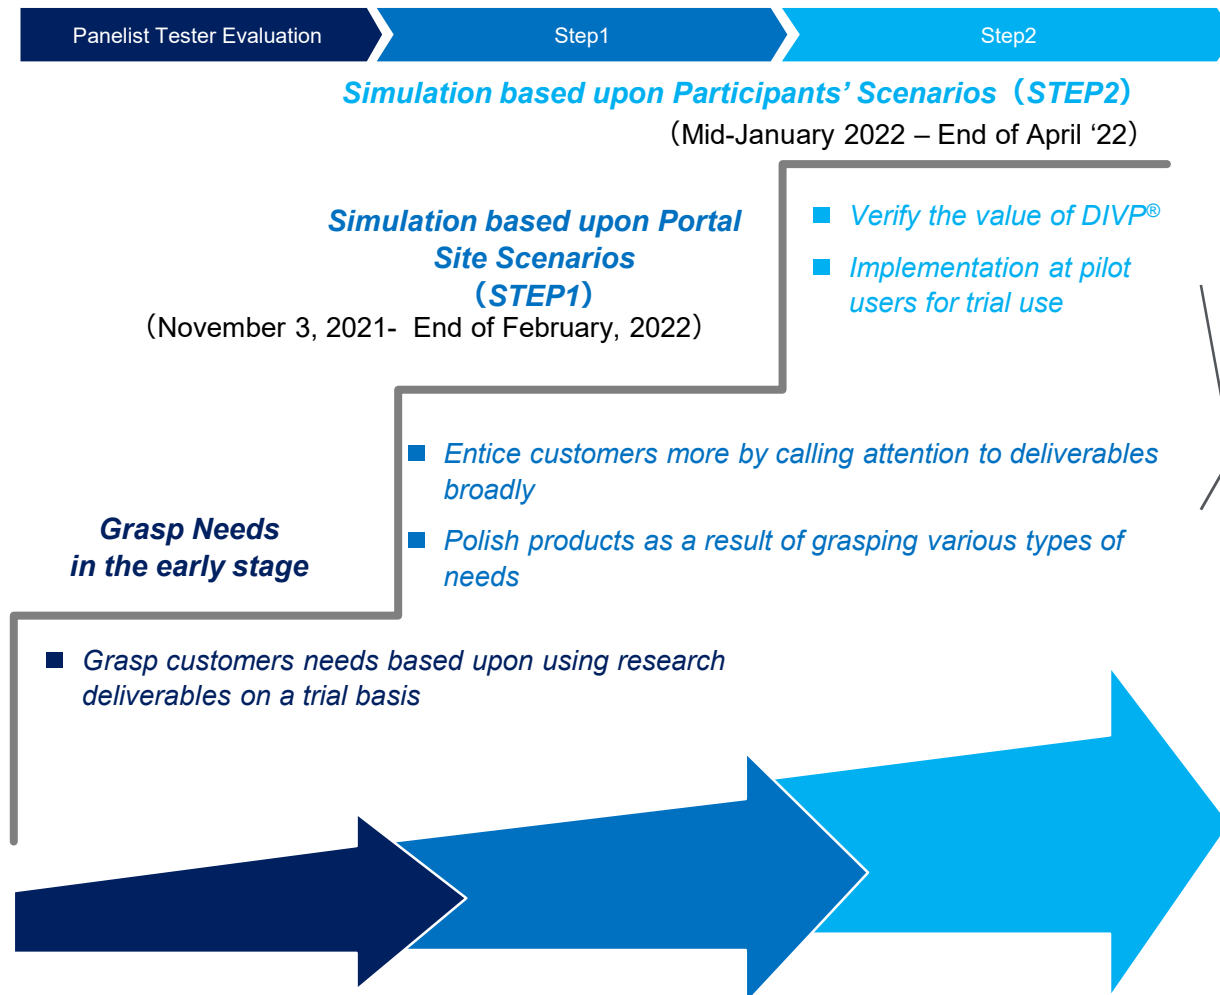 Panelist Tester Evaluation
Step1
Step2
Simulation based upon Participants’ Scenarios（STEP2）
（Mid-January 2022 – End of April ‘22）
Simulation based upon Portal
Site Scenarios
（STEP1）
（November 3, 2021- End of February, 2022）
■ Verify the value of DIVP®
■ Implementation at pilot
users for trial use
■ Entice customers more by calling attention to deliverables
broadly
■ Polish products as a result of grasping various types of
needs
Grasp Needs
in the early stage
■ Grasp customers needs based upon using research
deliverables on a trial basis